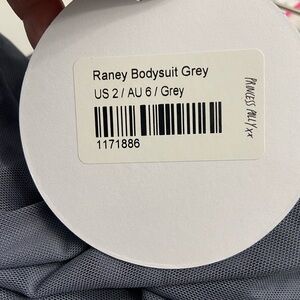 Raney Bodysuit Grey
US 2 / AU 6 / Grey
1171886
PRINCESS POLLY xx